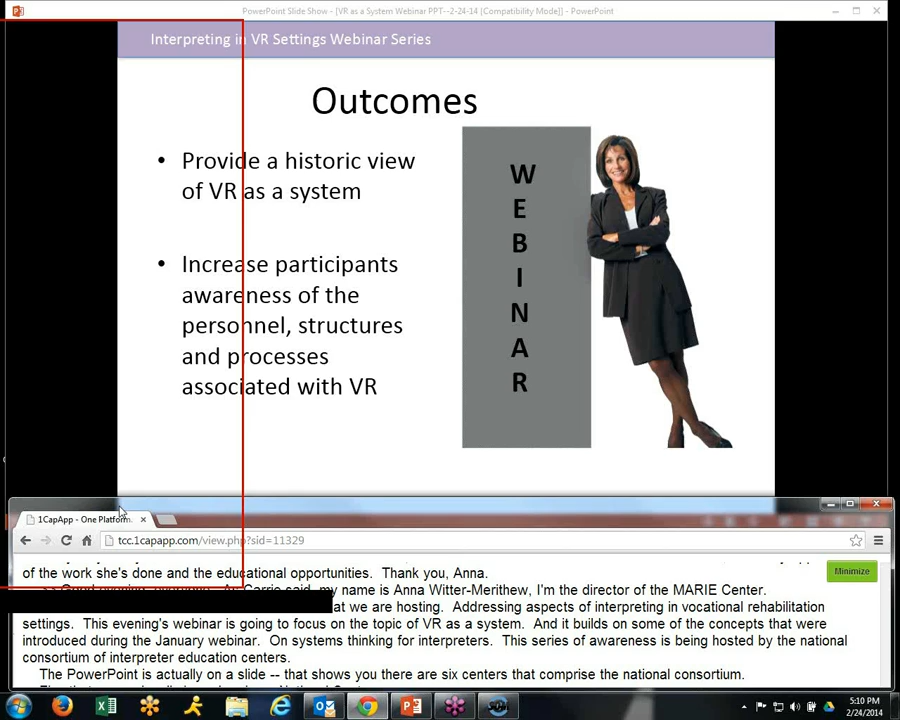 PowerPoint Slide Show - [VR as a System Webinar PPT--2-24-14 [Compatibility Mode]] - PowerPoint
Interpreting in VR Settings Webinar Series
Outcomes
• Provide a historic view
of VR as a system
• Increase participants
awareness of the
personnel, structures
and processes
associated with VR
W
E
B
I
N
A
R
1CapApp - One Platform.
tcc.1capapp.com/view.php?sid=11329
of the work she's done and the educational opportunities. Thank you, Anna.
Minimize
my name is Anna Witter-Merithew, I'm the director of the MARIE Center.
at we are hosting. Addressing aspects of interpreting in vocational rehabilitation
settings. This evening's webinar is going to focus on the topic of VR as a system. And it builds on some of the concepts that were
introduced during the January webinar. On systems thinking for interpreters. This series of awareness is being hosted by the national
consortium of interpreter education centers.
The PowerPoint is actually on a slide -- that shows you there are six centers that comprise the national consortium.
5:10 PM
2/24/2014